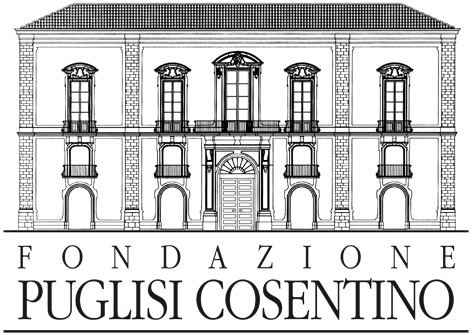 FONDAZIONE
PUGLISI COSENTINO